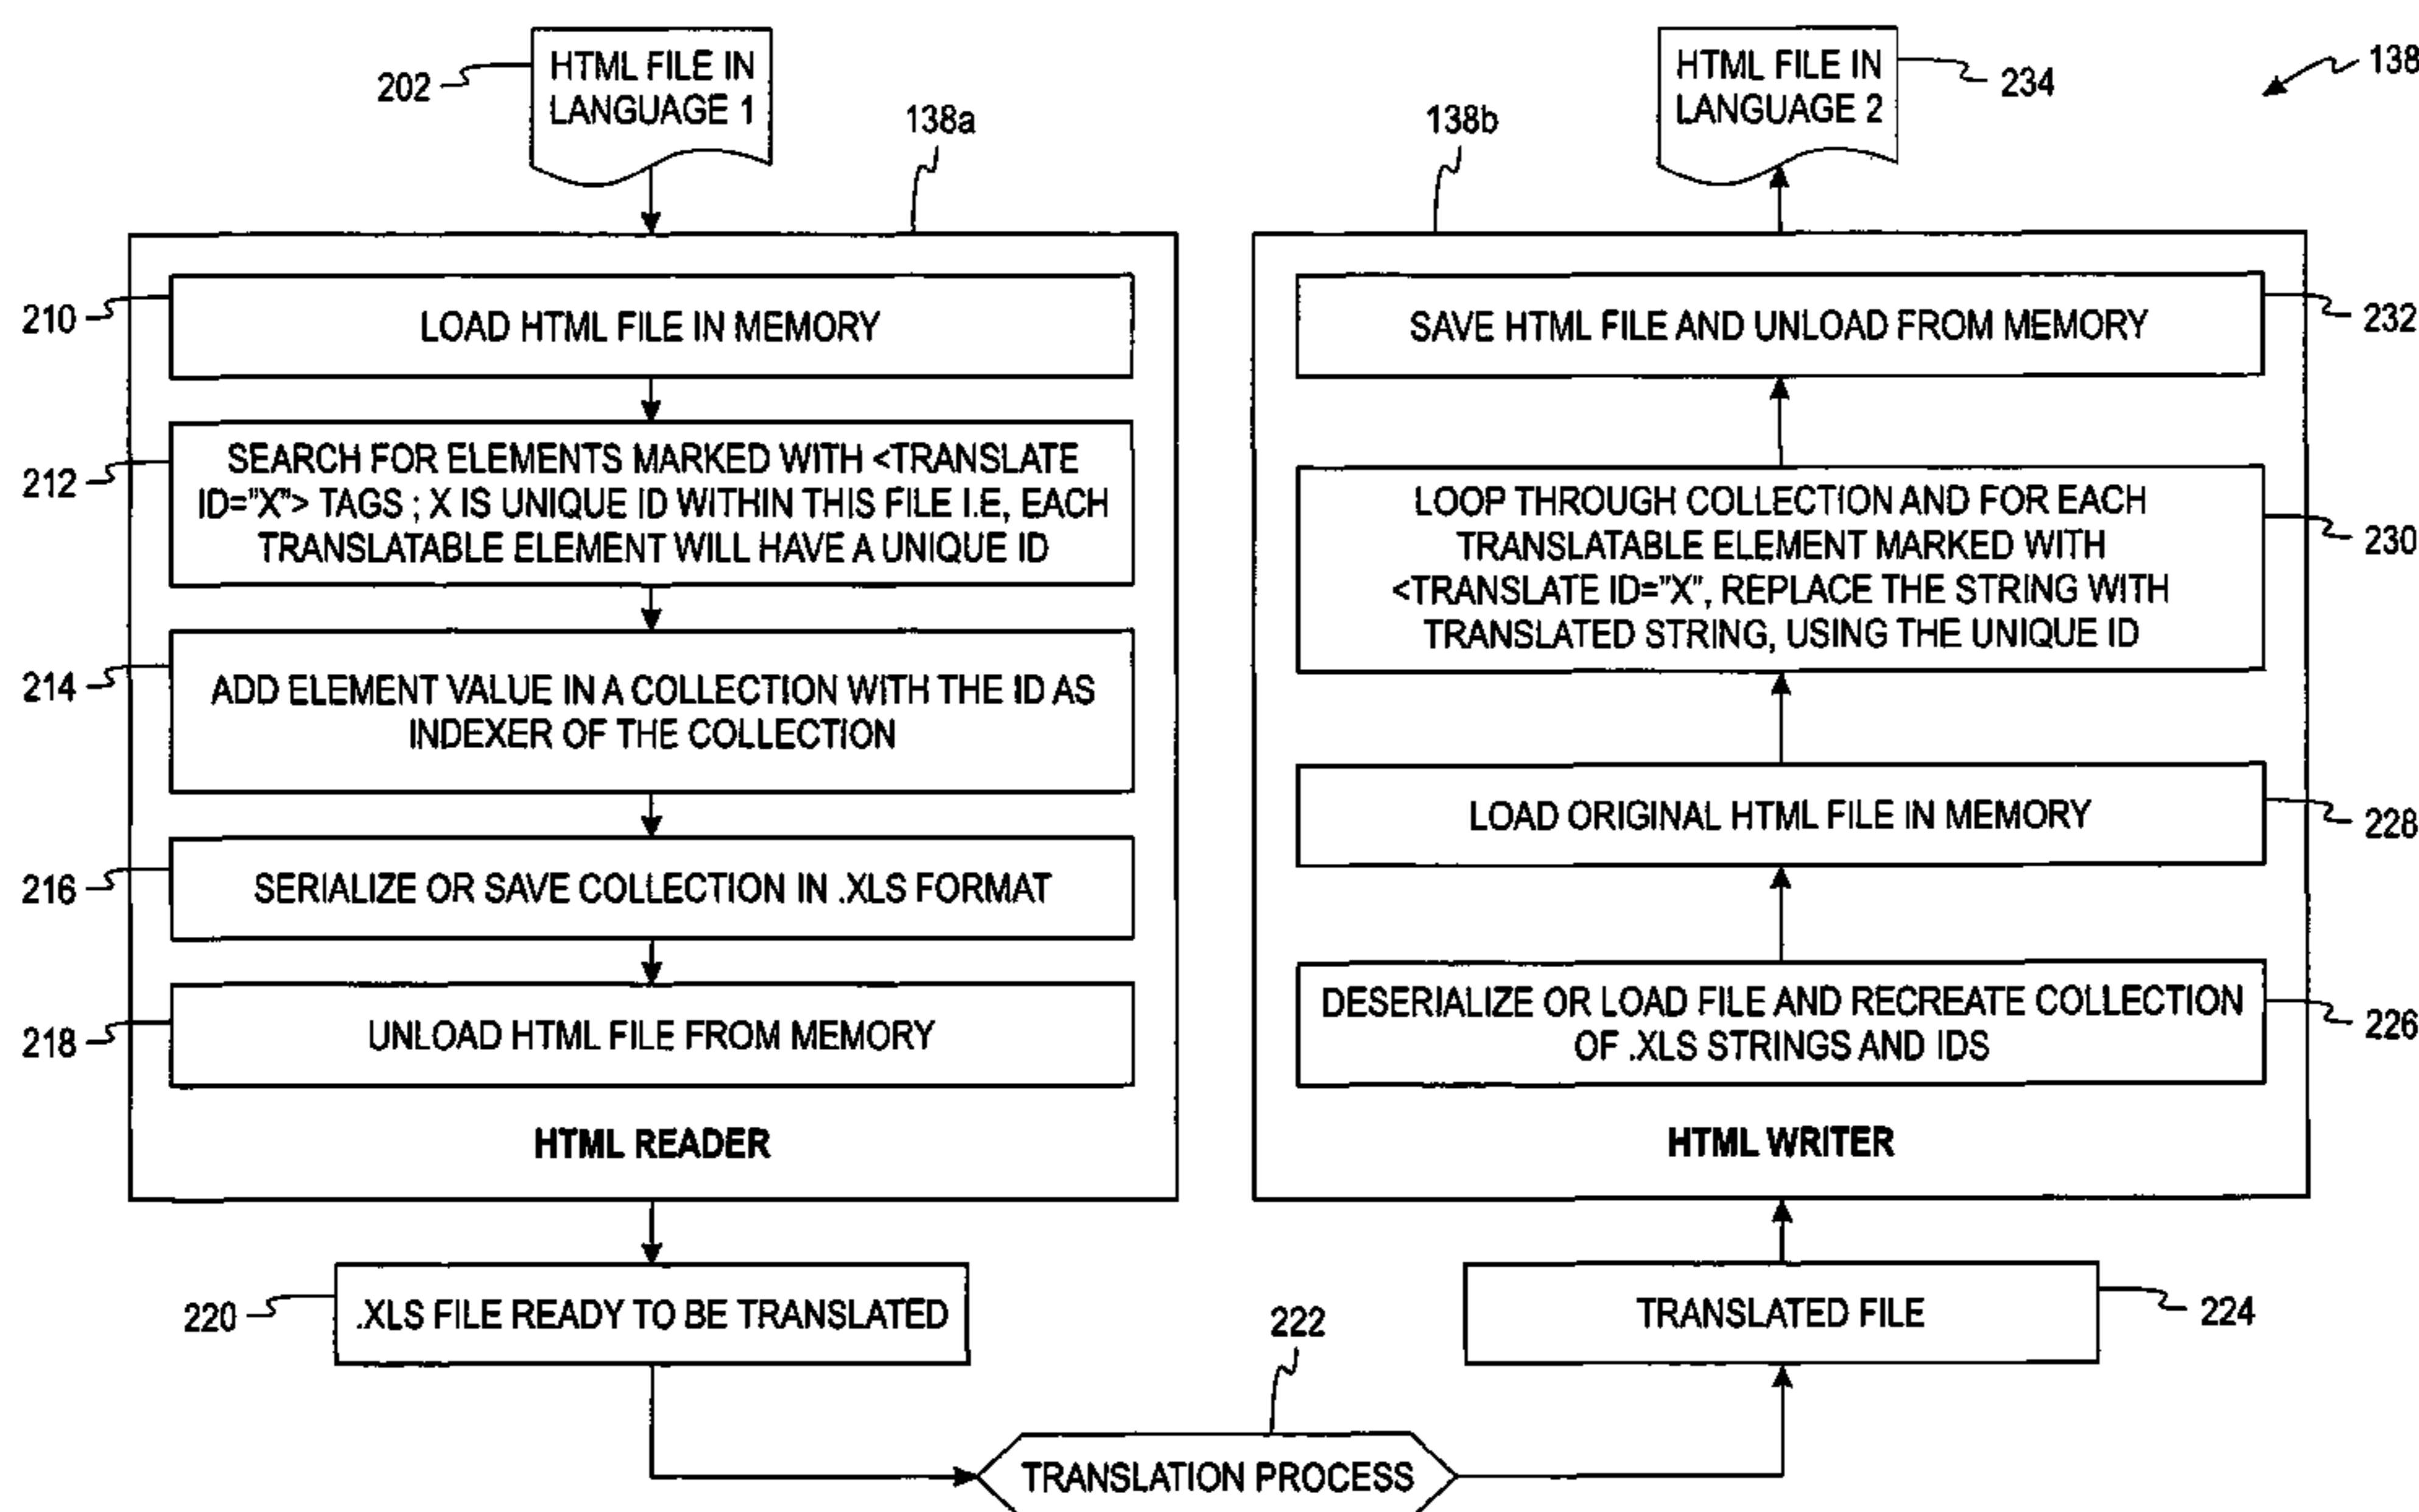 HTML FILE IN
LANGUAGE 1
202
138a
210
LOAD HTML FILE IN MEMORY
212
SEARCH FOR ELEMENTS MARKED WITH <TRANSLATE
ID="X"> TAGS ; X IS UNIQUE ID WITHIN THIS FILE I.E, EACH
TRANSLATABLE ELEMENT WILL HAVE A UNIQUE ID
214
ADD ELEMENT VALUE IN A COLLECTION WITH THE ID AS
INDEXER OF THE COLLECTION
216
SERIALIZE OR SAVE COLLECTION IN .XLS FORMAT
218
UNLOAD HTML FILE FROM MEMORY
HTML READER
220
.XLS FILE READY TO BE TRANSLATED
222
TRANSLATION PROCESS
TRANSLATED FILE
224
HTML WRITER
DESERIALIZE OR LOAD FILE AND RECREATE COLLECTION
OF .XLS STRINGS AND IDS
226
LOAD ORIGINAL HTML FILE IN MEMORY
228
LOOP THROUGH COLLECTION AND FOR EACH
TRANSLATABLE ELEMENT MARKED WITH
<TRANSLATE ID="X", REPLACE THE STRING WITH
TRANSLATED STRING, USING THE UNIQUE ID
230
SAVE HTML FILE AND UNLOAD FROM MEMORY
232
138b
HTML FILE IN
LANGUAGE 2
234
138